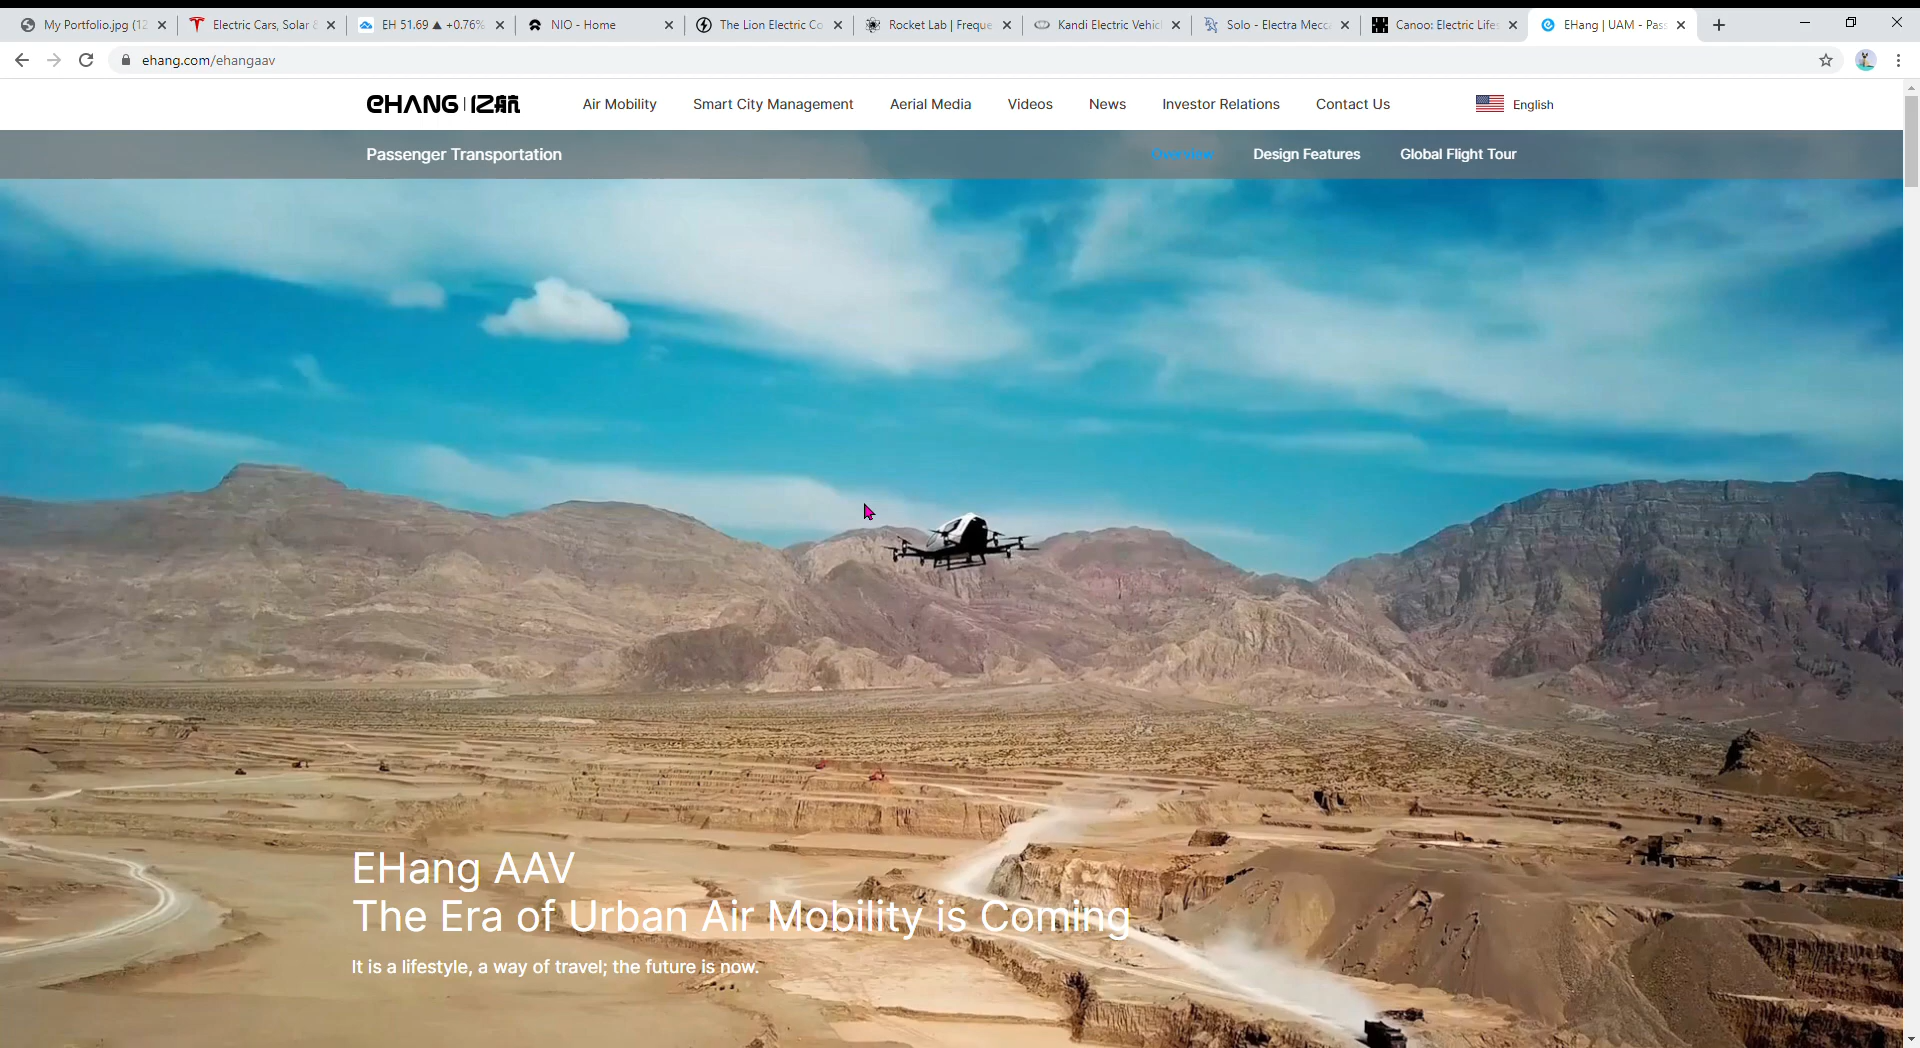 My Portfolio.jpg (12
Electric Cars, Solar &
EH 51.69 ▲ +0.76%
NIO - Home
The Lion Electric Co
Rocket Lab | Freque
Kandi Electric Vehic
Solo - Electra Mecc
Canoo: Electric Lifes
EHang | UAM - Pass
ehang.com/ehangaav
EHANG | 亿航
Air Mobility
Smart City Management
Aerial Media
Videos
News
Investor Relations
Contact Us
English
Passenger Transportation
Overview
Design Features
Global Flight Tour
EHang AAV
The Era of Urban Air Mobility is Coming
It is a lifestyle, a way of travel; the future is now.